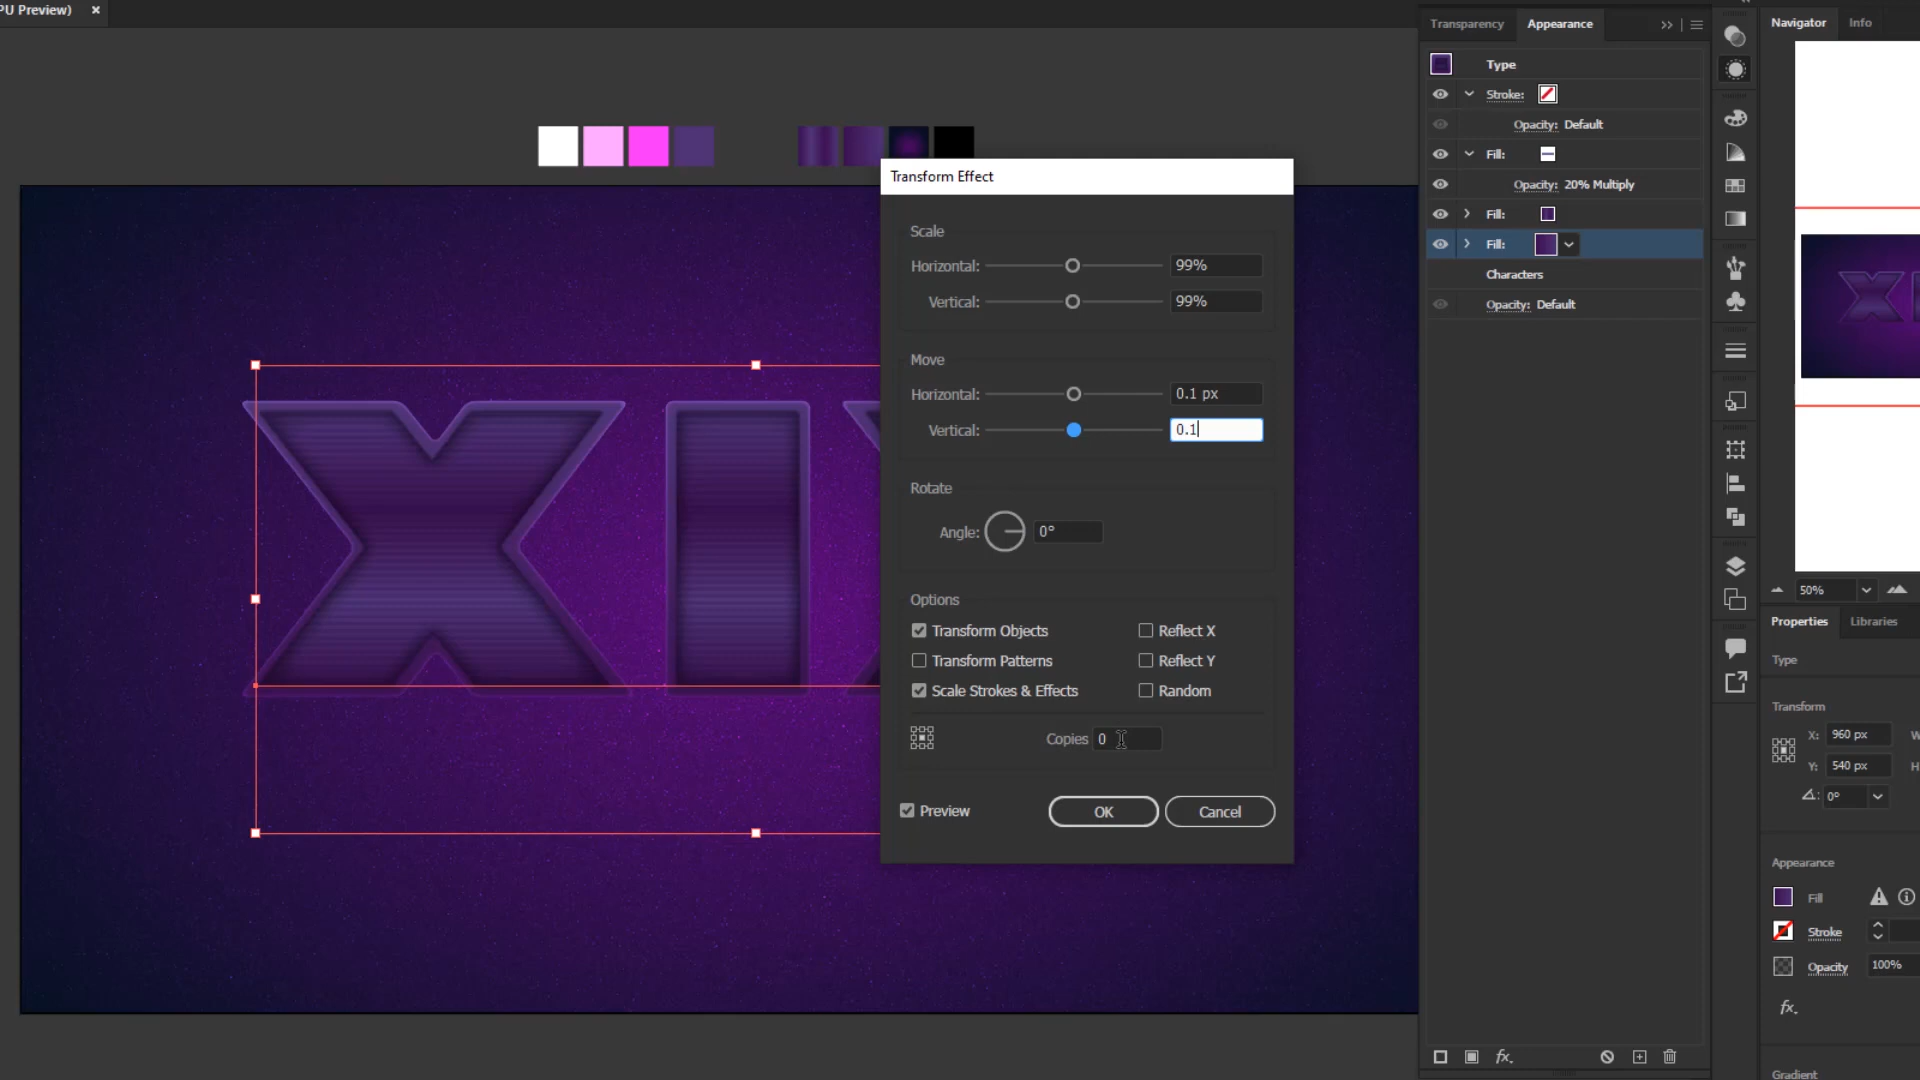 PU Preview) ×
Transparency Appearance
Type
Stroke:
Opacity: Default
Fill:
Opacity: 20% Multiply
Fill:
Fill:
Characters
Opacity: Default
Navigator Info
50%
Properties Libraries
Type
Transform
X: 960 px W
Y: 540 px H
0°
Appearance
Fill
Stroke
Opacity 100%
fx.
Gradient
fx.
XI
Transform Effect
Scale
Horizontal: 99%
Vertical: 99%
Move
Horizontal: 0.1 px
Vertical: 0.1
Rotate
Angle: 0°
Options
Transform Objects Reflect X
Transform Patterns Reflect Y
Scale Strokes & Effects Random
Copies 0
Preview OK Cancel